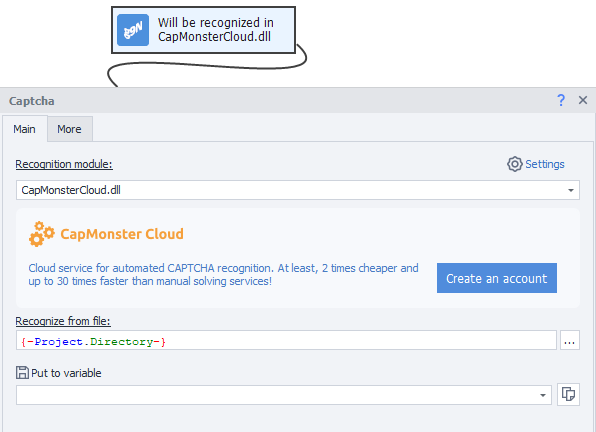 Will be recognized in
CapMonsterCloud.dll
Captcha
?
Main
More
Recognition module:
Settings
CapMonsterCloud.dll
CapMonster Cloud
Cloud service for automated CAPTCHA recognition. At least, 2 times cheaper and
up to 30 times faster than manual solving services!
Create an account
Recognize from file:
{-Project.Directory-}
...
Put to variable